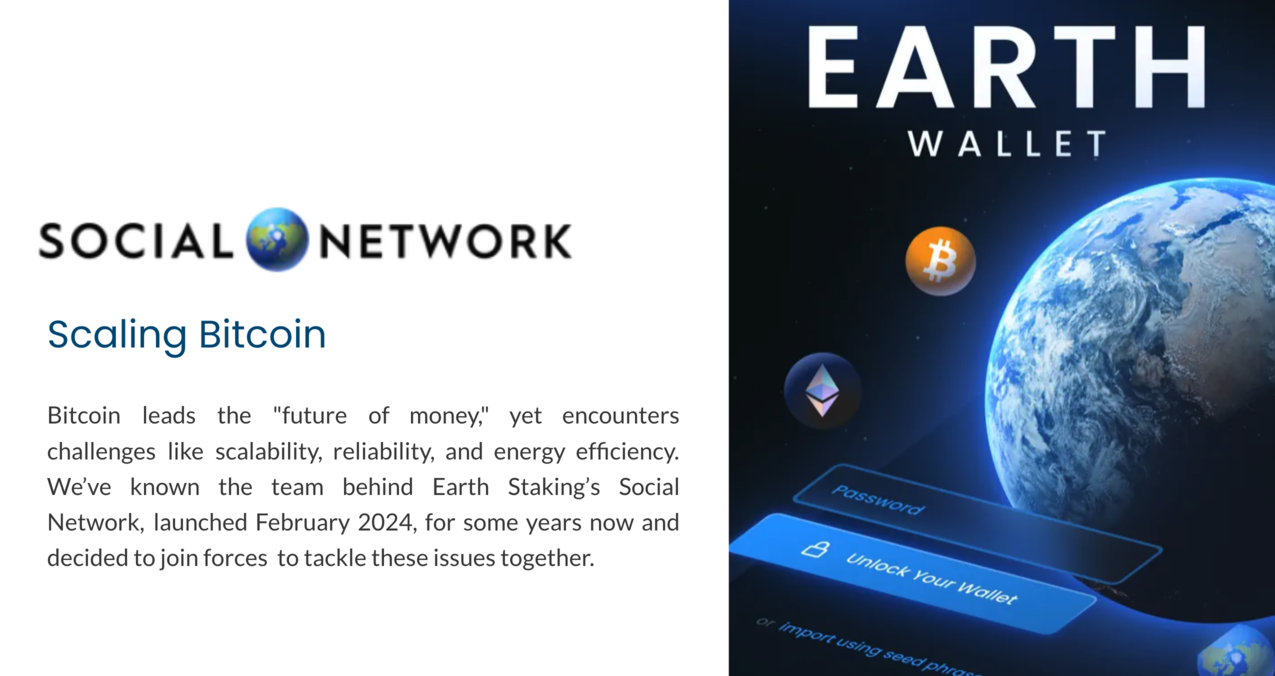 SOCIAL NETWORK
Scaling Bitcoin
Bitcoin leads the "future of money," yet encounters
challenges like scalability, reliability, and energy efficiency.
We’ve known the team behind Earth Staking’s Social
Network, launched February 2024, for some years now and
decided to join forces  to tackle these issues together.
EARTH
WALLET
Password
Unlock Your Wallet
or import using seed